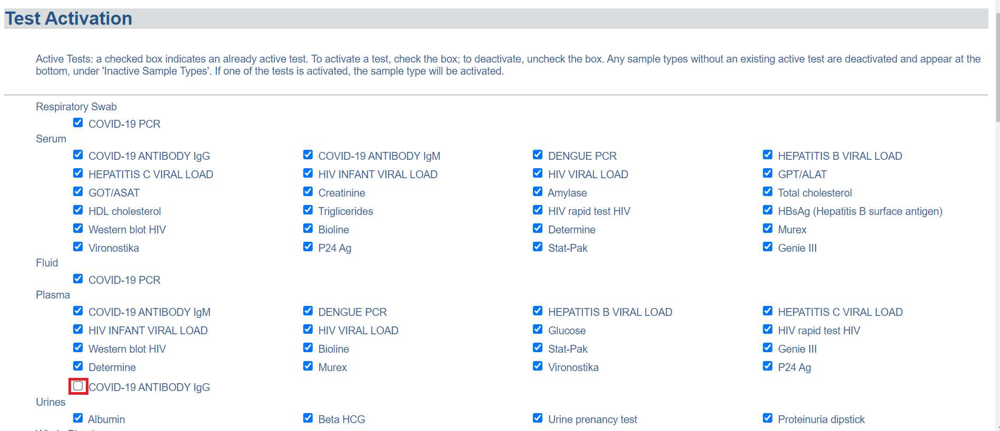 Test Activation
Active Tests: a checked box indicates an already active test. To activate a test, check the box; to deactivate, uncheck the box. Any sample types without an existing active test are deactivated and appear at the
bottom, under 'Inactive Sample Types'. If one of the tests is activated, the sample type will be activated.
Respiratory Swab
COVID-19 PCR
Serum
COVID-19 ANTIBODY IgG COVID-19 ANTIBODY IgM DENGUE PCR HEPATITIS B VIRAL LOAD
HEPATITIS C VIRAL LOAD HIV INFANT VIRAL LOAD HIV VIRAL LOAD GPT/ALAT
GOT/ASAT Creatinine Amylase Total cholesterol
HDL cholesterol Triglicerides HIV rapid test HIV HBsAg (Hepatitis B surface antigen)
Western blot HIV Bioline Determine Murex
Vironostika P24 Ag Stat-Pak Genie III
Fluid
COVID-19 PCR
Plasma
COVID-19 ANTIBODY IgM DENGUE PCR HEPATITIS B VIRAL LOAD HEPATITIS C VIRAL LOAD
HIV INFANT VIRAL LOAD HIV VIRAL LOAD Glucose HIV rapid test HIV
Western blot HIV Bioline Stat-Pak Genie III
Determine Murex Vironostika P24 Ag
COVID-19 ANTIBODY IgG
Urines
Albumin Beta HCG Urine prenancy test Proteinuria dipstick